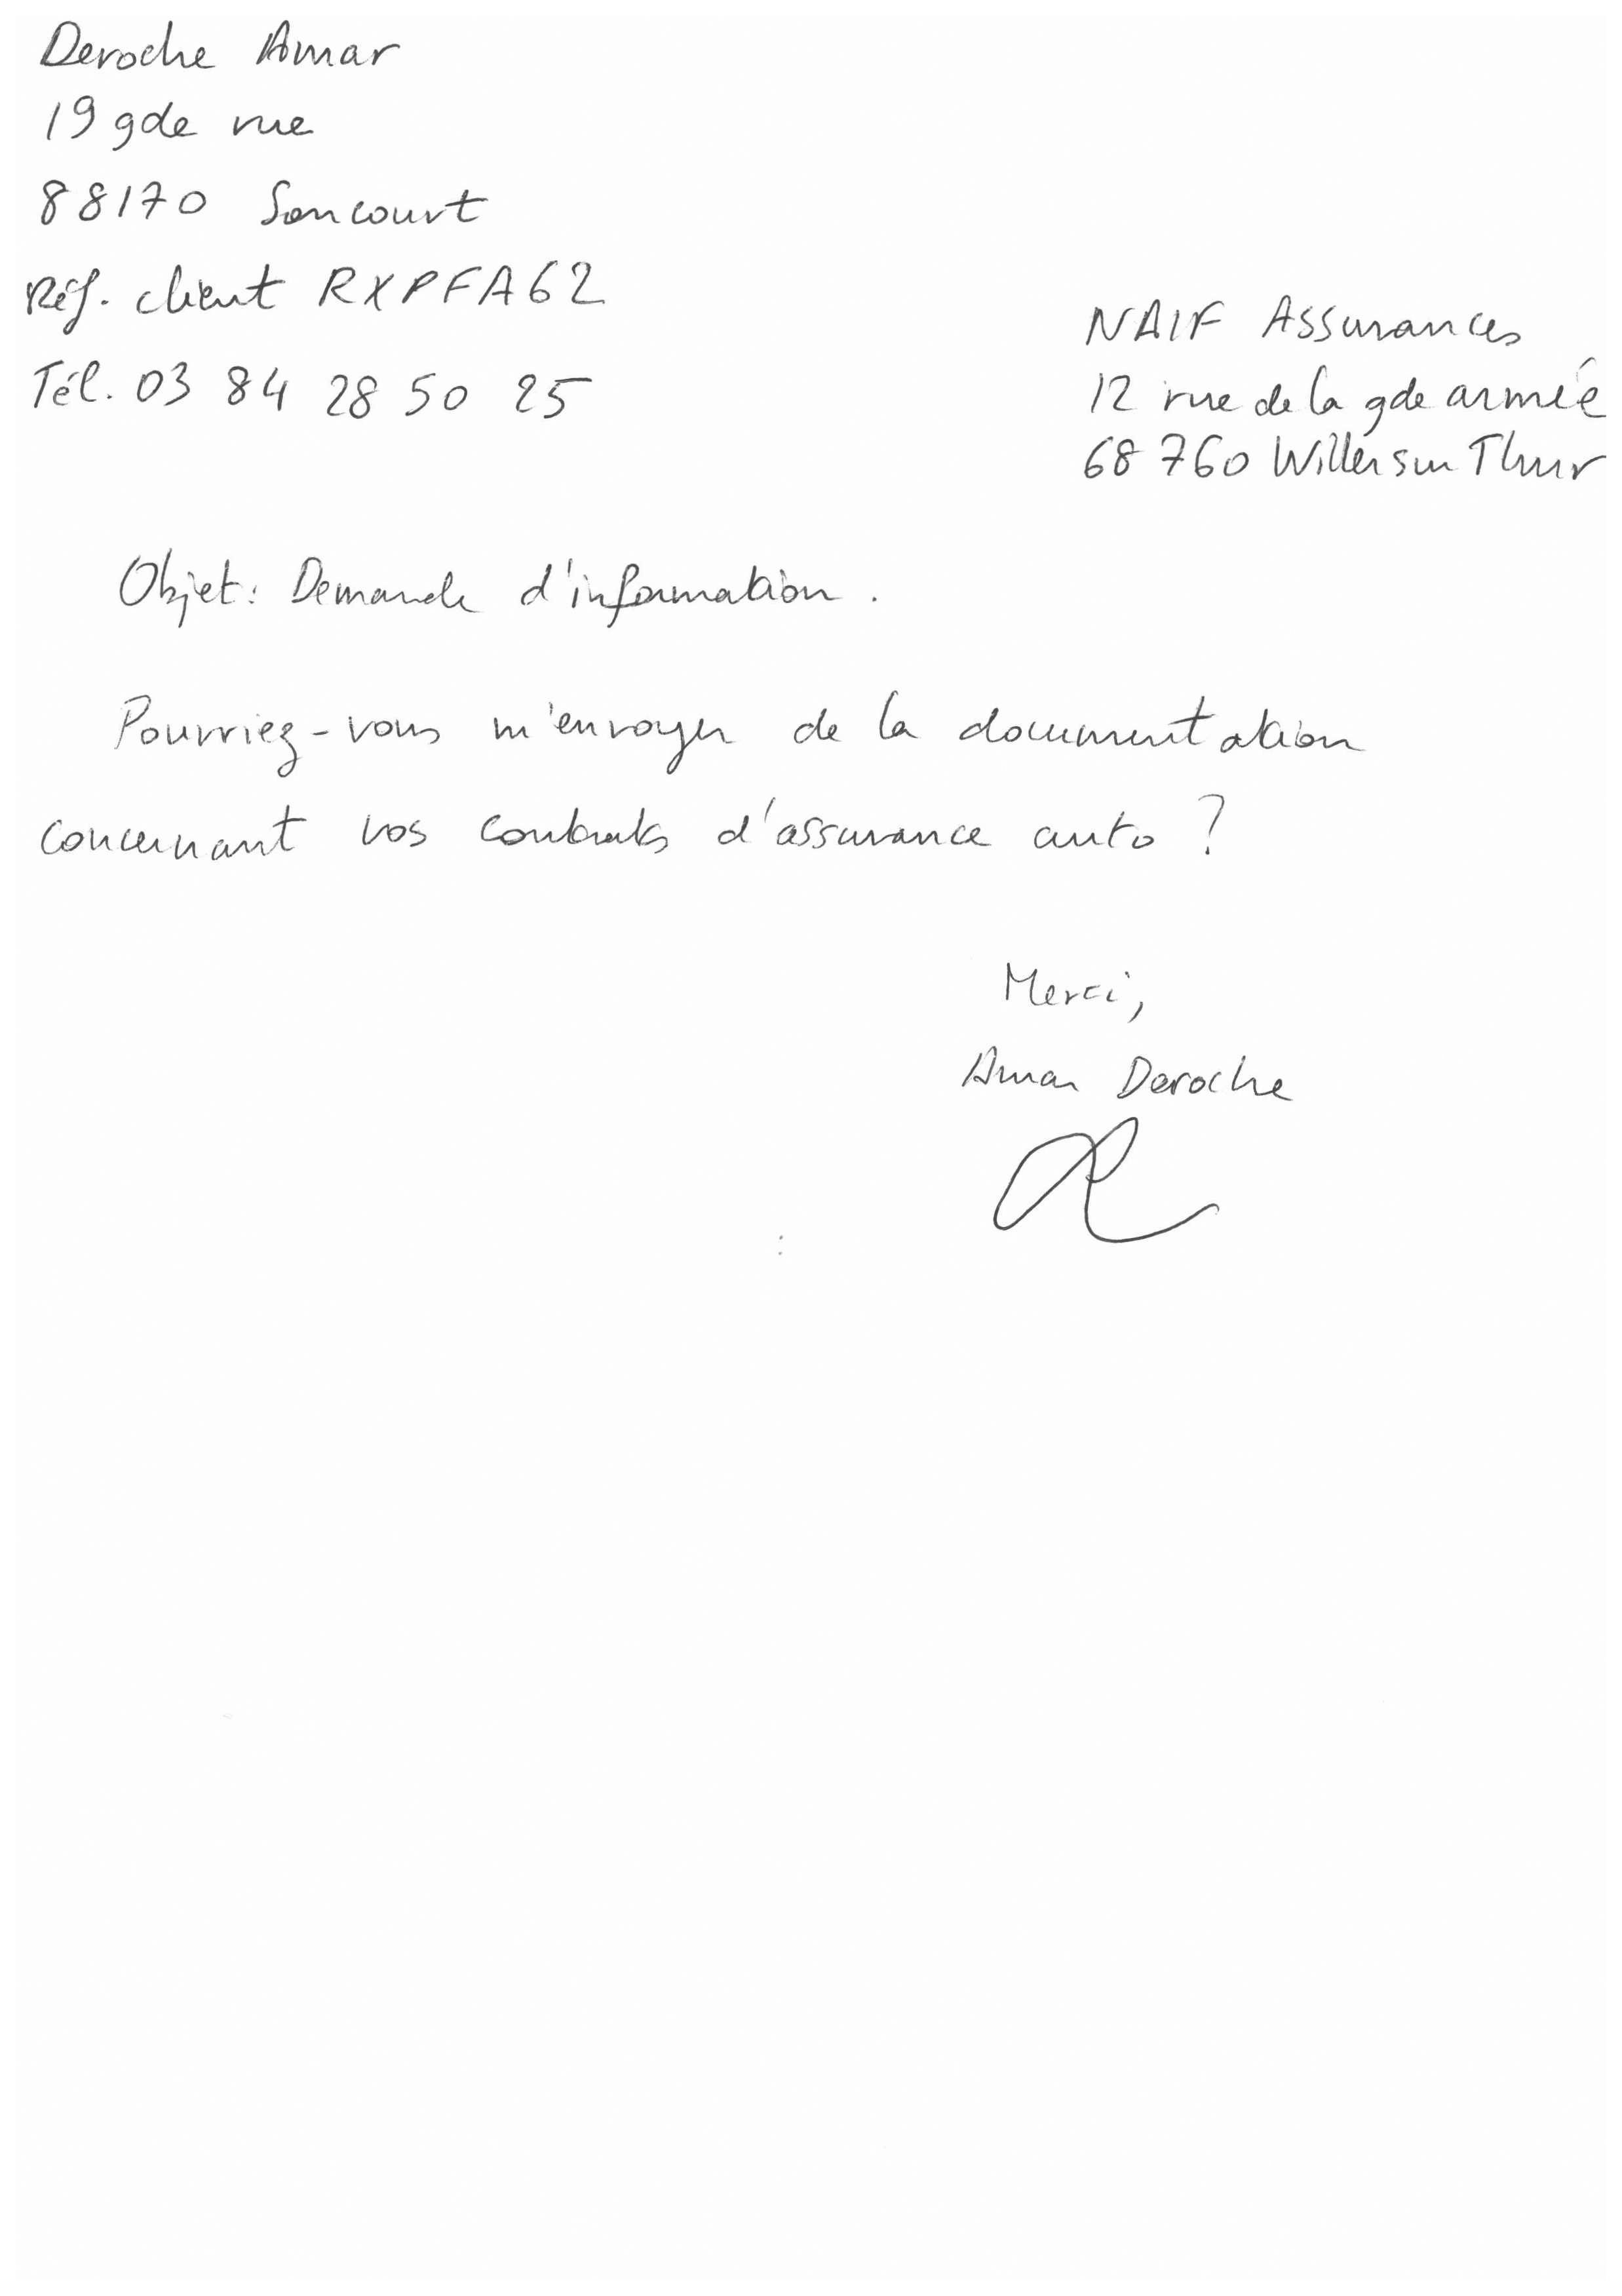 Deroche Amar
19 gde rue
88170 Soncourt
Réf. client RXPFA62
Tél. 03 84 28 50 25
NAIF Assurances
12 rue de la gde armée
68 760 Willer sur Thur
Objet : Demande d'information.
Pourriez-vous m'envoyer de la documentation
concernant vos contrats d'assurance auto ?
Merci,
Amar Deroche